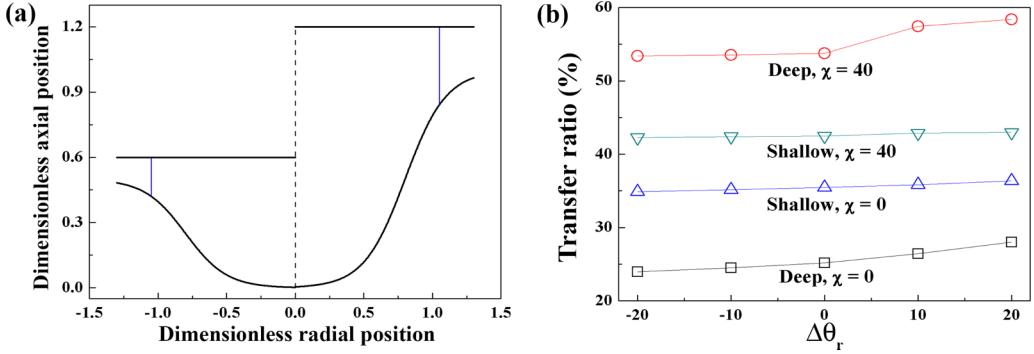 (a)
Dimensionless axial position
1.2
0.9
0.6
0.3
0.0
-1.5 -1.0 -0.5 0.0 0.5 1.0 1.5
Dimensionless radial position
(b)
Transfer ratio (%)
60
50
40
30
20
Deep, χ = 40
Shallow, χ = 40
Shallow, χ = 0
Deep, χ = 0
-20 -10 0 10 20
Δθr